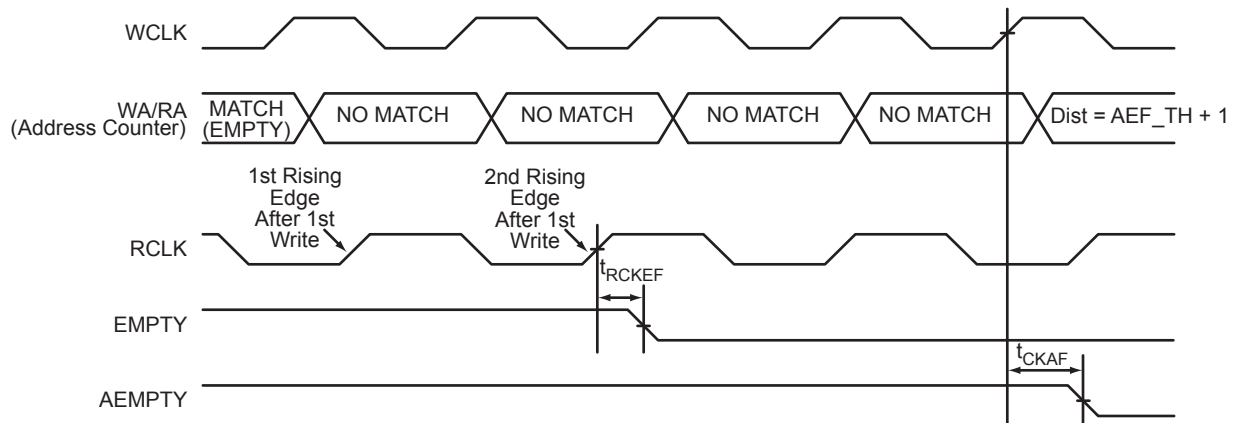 WCLK
WA/RA
(Address Counter)
MATCH
(EMPTY)
NO MATCH
NO MATCH
NO MATCH
NO MATCH
Dist = AEF_TH + 1
1st Rising
Edge
After 1st
Write
2nd Rising
Edge
After 1st
Write
RCLK
tRCKEF
EMPTY
tCKAF
AEMPTY